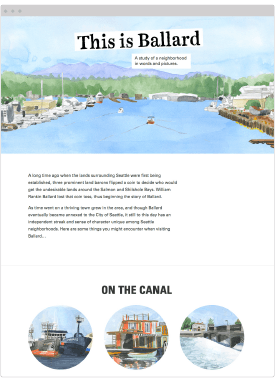 This is Ballard
A study of a neighborhood
in words and pictures.
A long time ago when the lands surrounding Seattle were first being
established, three prominent land barons flipped a coin to decide who would
get the undesirable lands around the Salmon and Shilshole Bays. William
Rankin Ballard lost that coin toss, thus beginning the story of Ballard.
As time went on a thriving town grew in the area, and though Ballard
eventually became annexed to the City of Seattle, it still to this day has an
independent streak and sense of character unique among Seattle
neighborhoods. Here are some things you might encounter when visiting
Ballard...
ON THE CANAL